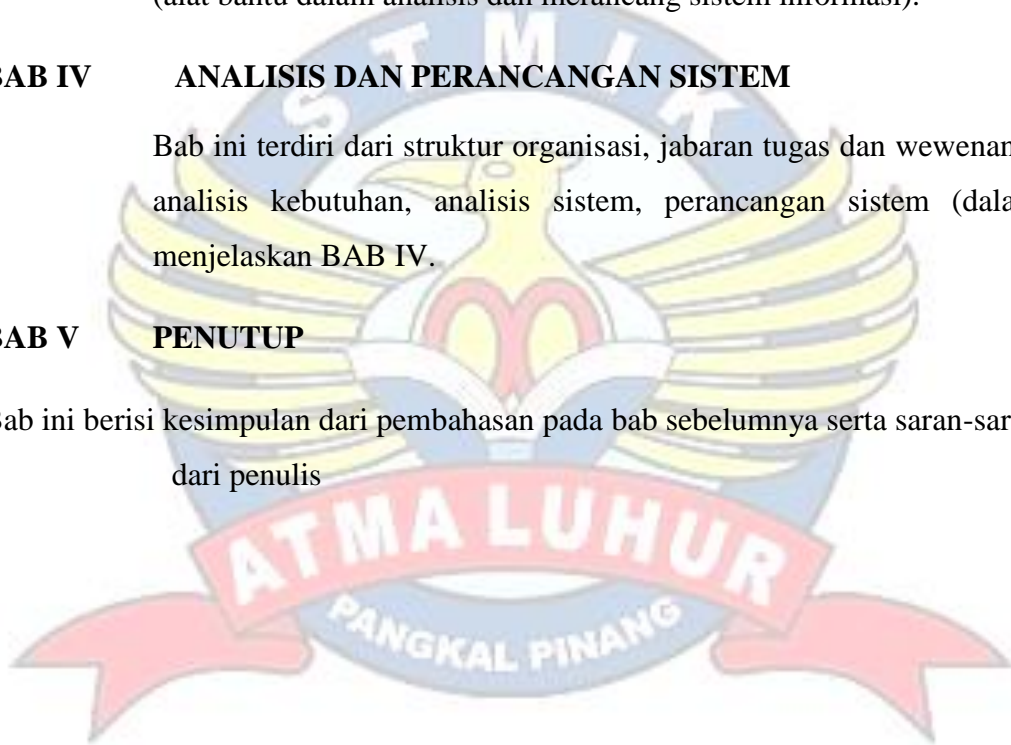 (alat bantu dalam analisis dan merancang sistem informasi).
BAB IV ANALISIS DAN PERANCANGAN SISTEM
Bab ini terdiri dari struktur organisasi, jabaran tugas dan wewenan
analisis kebutuhan, analisis sistem, perancangan sistem (dala
menjelaskan BAB IV.
BAB V PENUTUP
Bab ini berisi kesimpulan dari pembahasan pada bab sebelumnya serta saran-sar
dari penulis
STMIK
ATMA LUHUR
PANGKAL PINANG